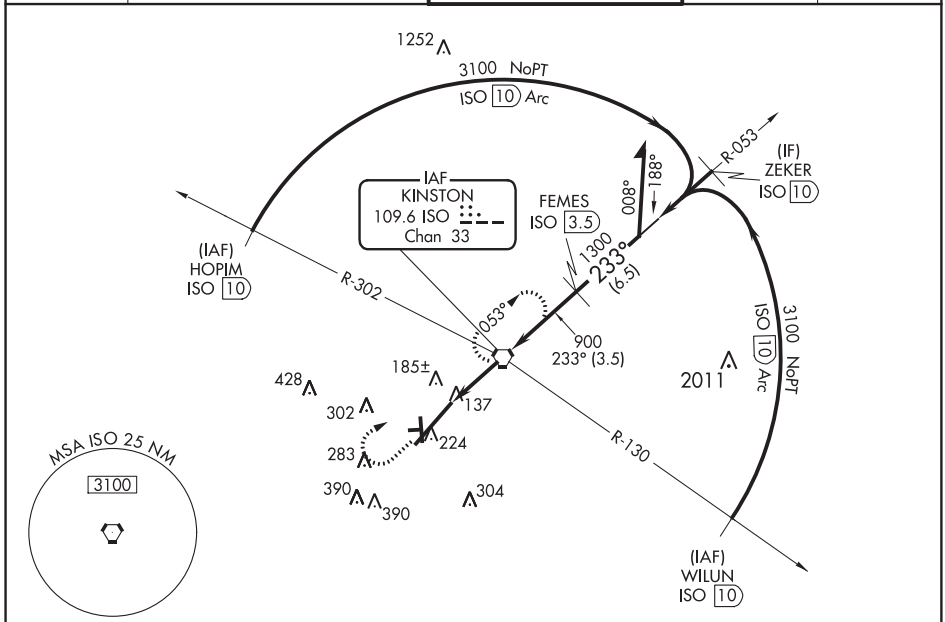 1252
3100 NoPT
ISO 10 Arc
R-053
(IF)
ZEKER
ISO 10
008°
188°
IAF
KINSTON
109.6 ISO
Chan 33
FEMES
ISO 3.5
1300
233°
(6.5)
(IAF)
HOPIM
ISO 10
R-302
053°
900
233° (3.5)
3100 NoPT
ISO 10 Arc
2011
185±
428
137
302
224
283
R-130
MSA ISO 25 NM
3100
390
390
304
(IAF)
WILUN
ISO 10